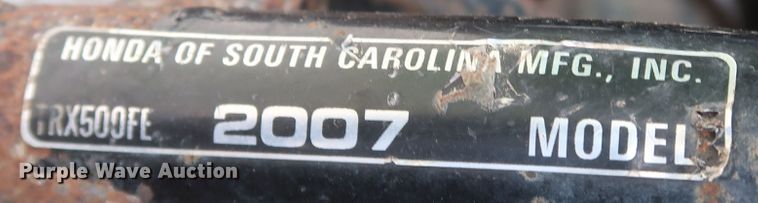 HONDA OF SOUTH CAROLINA MFG., INC.
TRX500FE 2007 MODEL
Purple Wave Auction